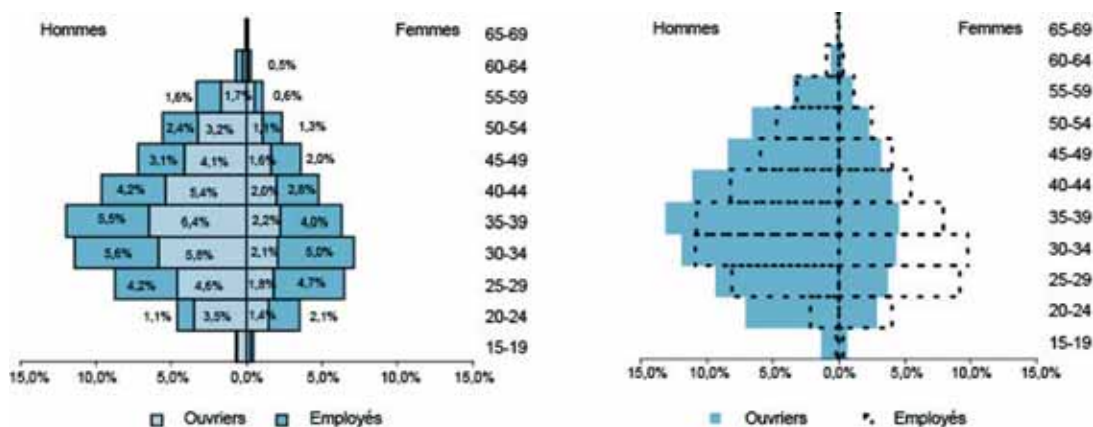 Hommes Femmes 65-69
0,5% 60-64
1,6% 1,7% 0,6% 55-59
2,4% 3,2% 1,1% 1,3% 50-54
3,1% 4,1% 1,6% 2,0% 45-49
4,2% 5,4% 2,0% 2,8% 40-44
5,5% 6,4% 2,2% 4,0% 35-39
5,6% 5,8% 2,1% 5,0% 30-34
4,2% 4,6% 1,8% 4,7% 25-29
1,1% 3,5% 1,4% 2,1% 20-24
15-19
15,0% 10,0% 5,0% 0,0% 5,0% 10,0% 15,0%
Ouvriers Employés
Hommes Femmes 65-69
60-64
55-59
50-54
45-49
40-44
35-39
30-34
25-29
20-24
15-19
15,0% 10,0% 5,0% 0,0% 5,0% 10,0% 15,0%
Ouvriers Employés